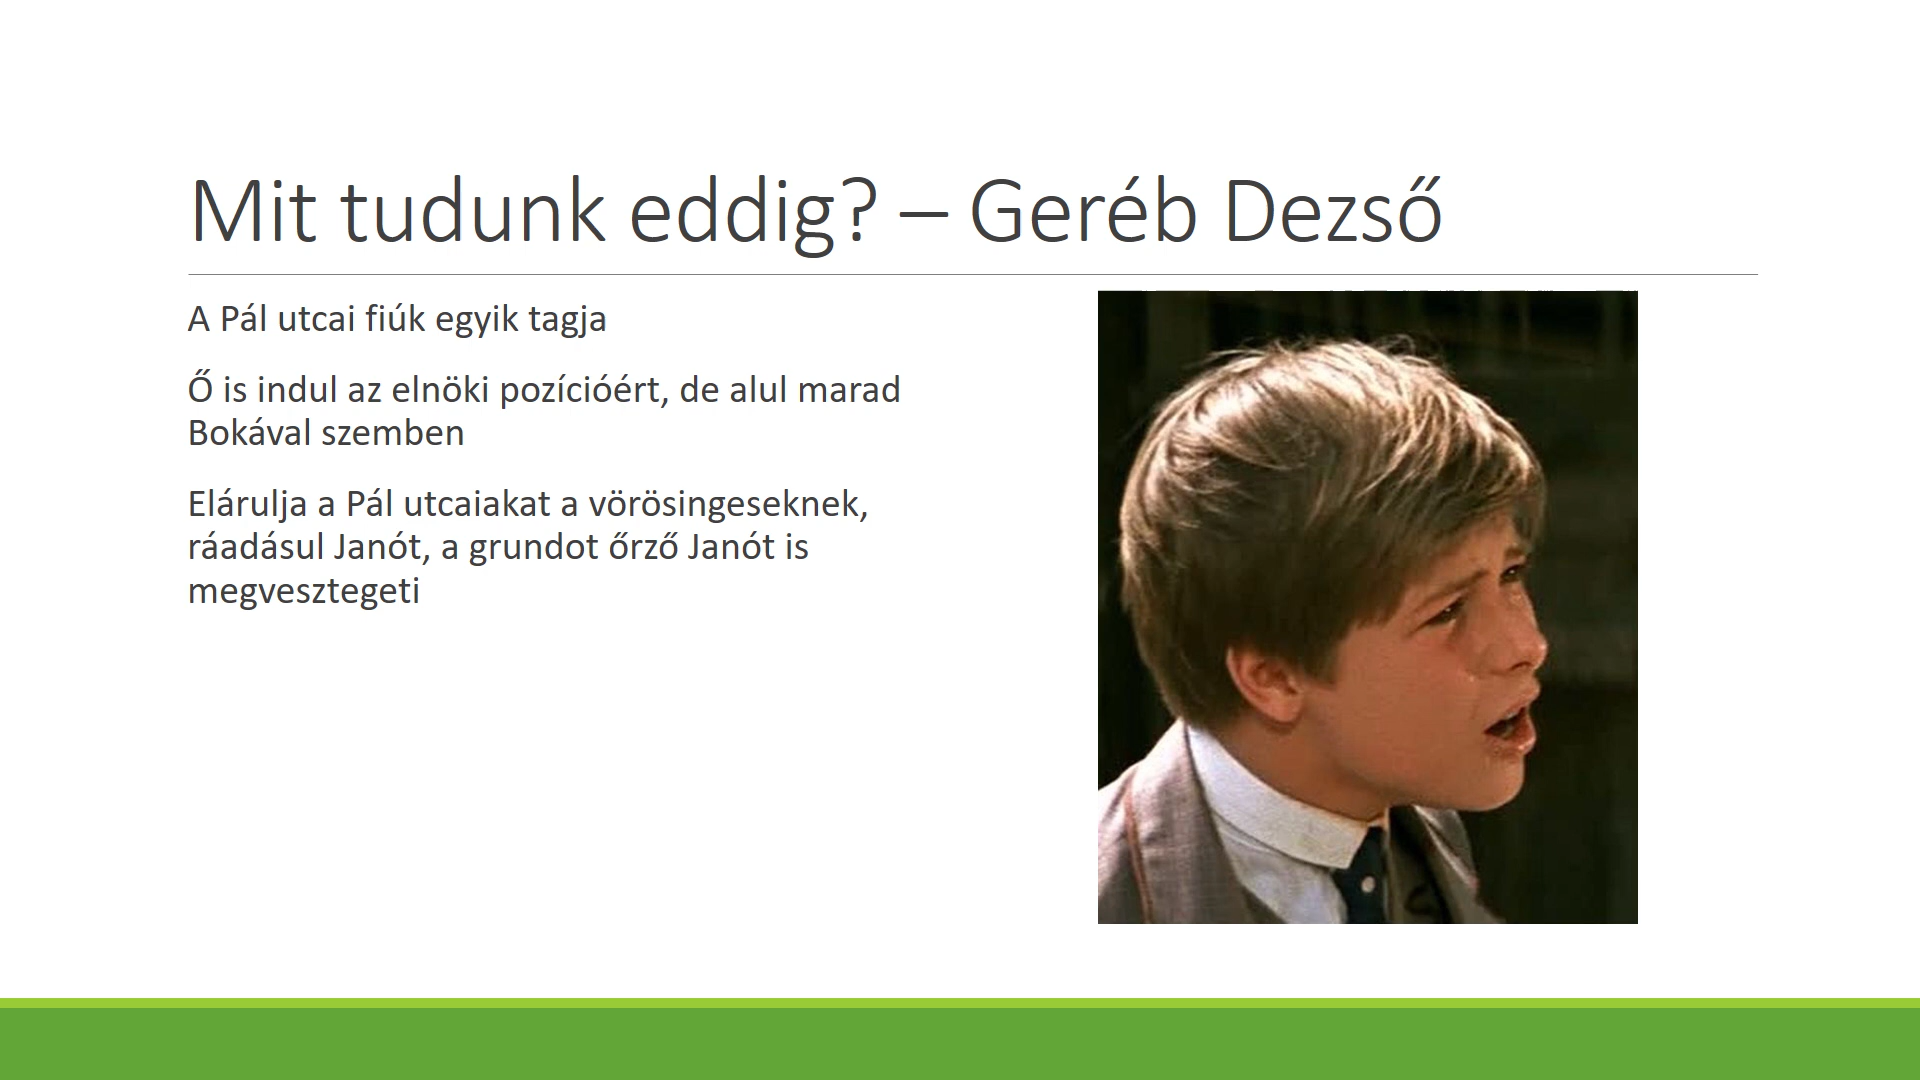 Mit tudunk eddig? – Geréb Dezső
A Pál utcai fiúk egyik tagja
Ő is indul az elnöki pozícióért, de alul marad
Bokával szemben
Elárulja a Pál utcaiakat a vörösingeseknek,
ráadásul Janót, a grundot őrző Janót is
megvesztegeti